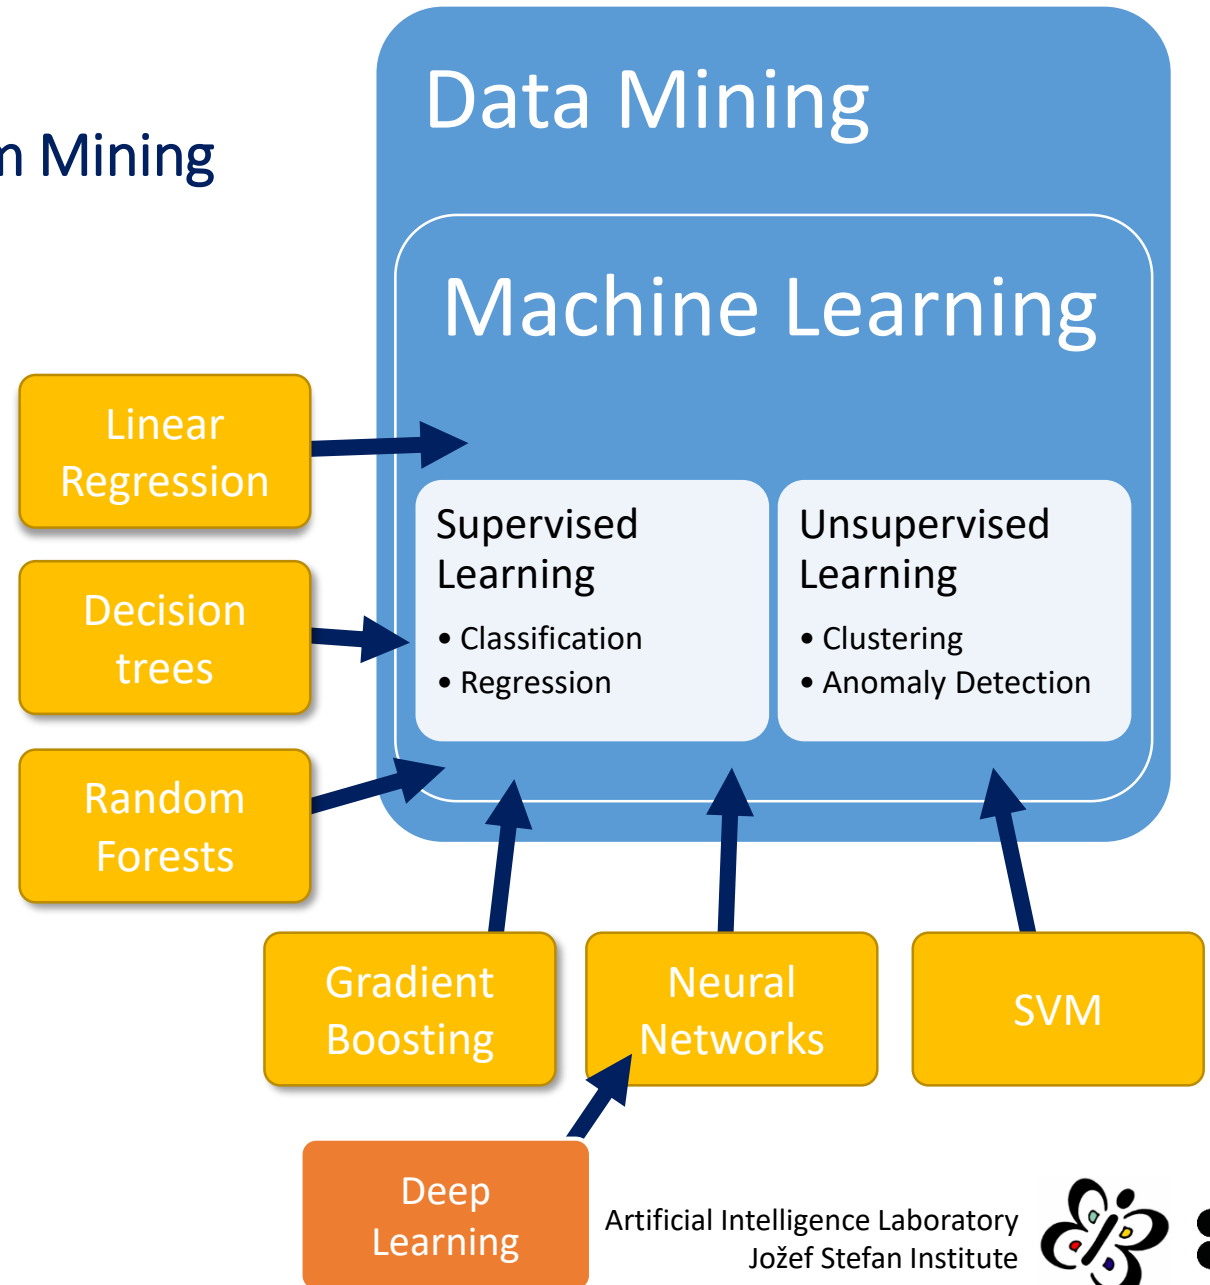 Data Mining
m Mining
Machine Learning
Linear
Regression
Supervised
Learning
• Classification
• Regression
Unsupervised
Learning
• Clustering
• Anomaly Detection
Decision
trees
Random
Forests
Gradient
Boosting
Neural
Networks
SVM
Deep
Learning
Artificial Intelligence Laboratory
Jožef Stefan Institute